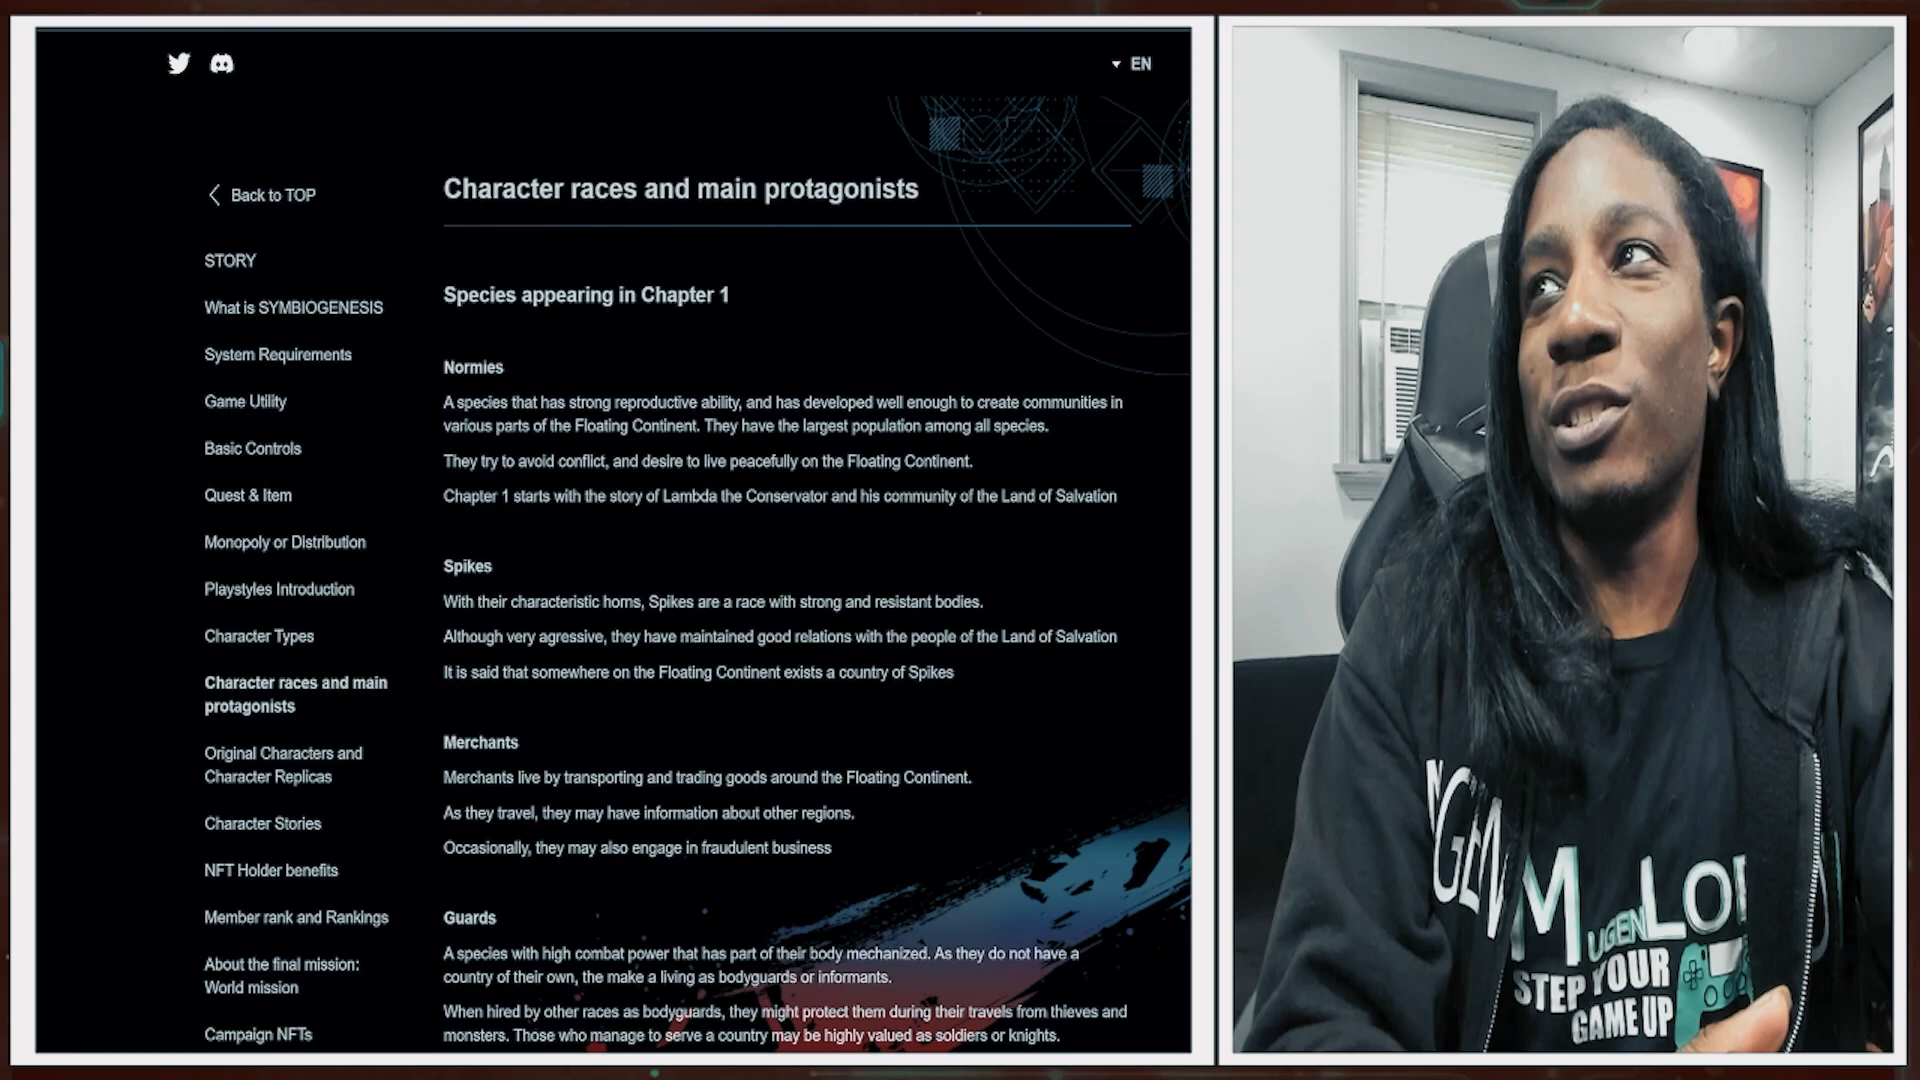 EN
Back to TOP
STORY
What is SYMBIOGENESIS
System Requirements
Game Utility
Basic Controls
Quest & Item
Monopoly or Distribution
Playstyles Introduction
Character Types
Character races and main
protagonists
Original Characters and
Character Replicas
Character Stories
NFT Holder benefits
Member rank and Rankings
About the final mission:
World mission
Campaign NFTs
Character races and main protagonists
Species appearing in Chapter 1
Normies
A species that has strong reproductive ability, and has developed well enough to create communities in
various parts of the Floating Continent. They have the largest population among all species.
They try to avoid conflict, and desire to live peacefully on the Floating Continent.
Chapter 1 starts with the story of Lambda the Conservator and his community of the Land of Salvation
Spikes
With their characteristic horns, Spikes are a race with strong and resistant bodies.
Although very agressive, they have maintained good relations with the people of the Land of Salvation
It is said that somewhere on the Floating Continent exists a country of Spikes
Merchants
Merchants live by transporting and trading goods around the Floating Continent.
As they travel, they may have information about other regions.
Occasionally, they may also engage in fraudulent business
Guards
A species with high combat power that has part of their body mechanized. As they do not have a
country of their own, the make a living as bodyguards or informants.
When hired by other races as bodyguards, they might protect them during their travels from thieves and
monsters. Those who manage to serve a country may be highly valued as soldiers or knights.
MUGEN
STEP YOUR
GAME UP